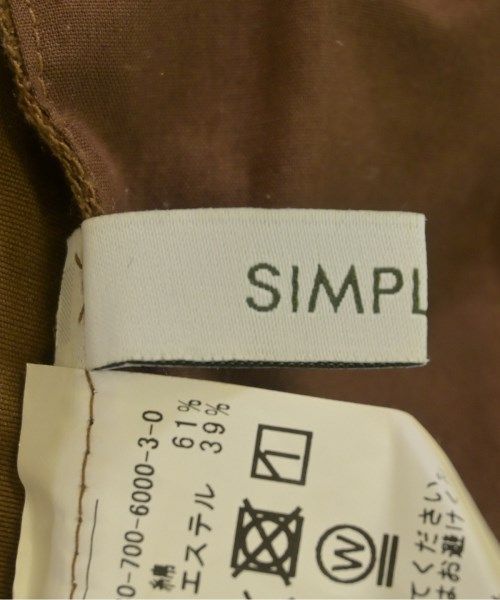 SIMPL
0-700-6000-3-0
綿 61%
エステル 39%
W
てください。
はお避け